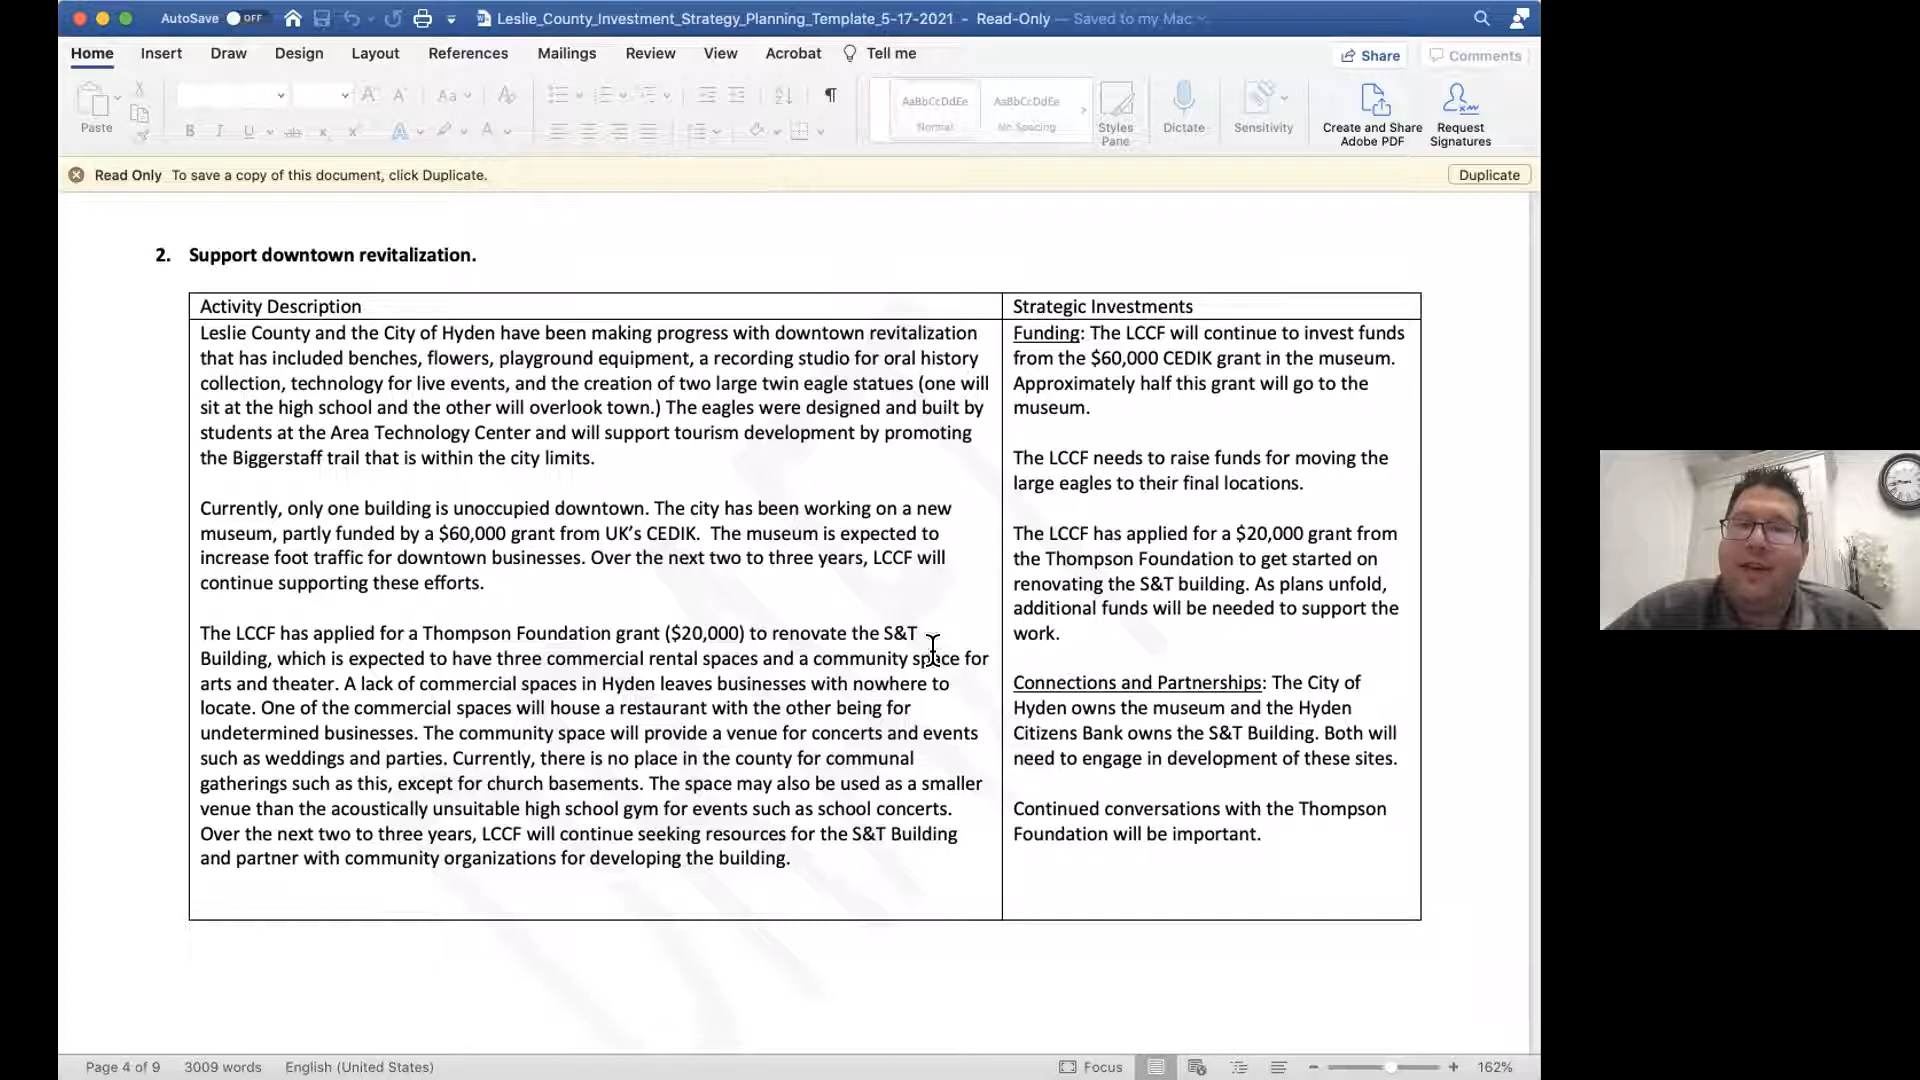 AutoSave OFF
Leslie_County_Investment_Strategy_Planning_Template_5-17-2021 - Read-Only — Saved to my Mac
Home Insert Draw Design Layout References Mailings Review View Acrobat Tell me
Share Comments
Paste
AaBbCcDdEe
Normal
AaBbCcDdEe
No Spacing
Styles Pane
Dictate
Sensitivity
Create and Share Adobe PDF
Request Signatures
Read Only To save a copy of this document, click Duplicate.
Duplicate
2. Support downtown revitalization.
Activity Description
Leslie County and the City of Hyden have been making progress with downtown revitalization
that has included benches, flowers, playground equipment, a recording studio for oral history
collection, technology for live events, and the creation of two large twin eagle statues (one will
sit at the high school and the other will overlook town.) The eagles were designed and built by
students at the Area Technology Center and will support tourism development by promoting
the Biggerstaff trail that is within the city limits.
Currently, only one building is unoccupied downtown. The city has been working on a new
museum, partly funded by a $60,000 grant from UK’s CEDIK. The museum is expected to
increase foot traffic for downtown businesses. Over the next two to three years, LCCF will
continue supporting these efforts.
The LCCF has applied for a Thompson Foundation grant ($20,000) to renovate the S&T
Building, which is expected to have three commercial rental spaces and a community space for
arts and theater. A lack of commercial spaces in Hyden leaves businesses with nowhere to
locate. One of the commercial spaces will house a restaurant with the other being for
undetermined businesses. The community space will provide a venue for concerts and events
such as weddings and parties. Currently, there is no place in the county for communal
gatherings such as this, except for church basements. The space may also be used as a smaller
venue than the acoustically unsuitable high school gym for events such as school concerts.
Over the next two to three years, LCCF will continue seeking resources for the S&T Building
and partner with community organizations for developing the building.
Strategic Investments
Funding: The LCCF will continue to invest funds
from the $60,000 CEDIK grant in the museum.
Approximately half this grant will go to the
museum.
The LCCF needs to raise funds for moving the
large eagles to their final locations.
The LCCF has applied for a $20,000 grant from
the Thompson Foundation to get started on
renovating the S&T building. As plans unfold,
additional funds will be needed to support the
work.
Connections and Partnerships: The City of
Hyden owns the museum and the Hyden
Citizens Bank owns the S&T Building. Both will
need to engage in development of these sites.
Continued conversations with the Thompson
Foundation will be important.
Page 4 of 9 3009 words English (United States)
Focus
162%